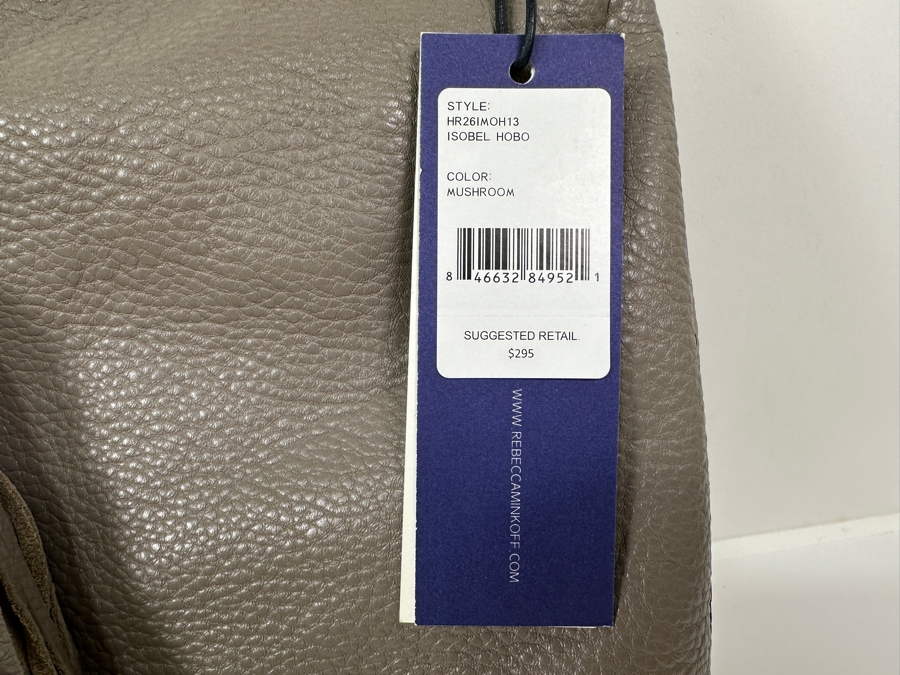 STYLE:
HR26IMOH13
ISOBEL HOBO
COLOR:
MUSHROOM
8 46632 84952 1
SUGGESTED RETAIL
$295
WWW.REBECCAMINKOFF.COM